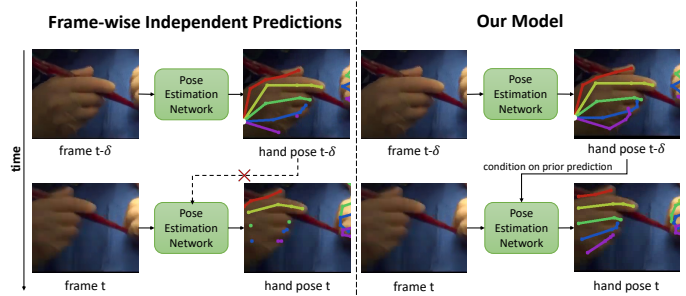 Frame-wise Independent Predictions
Our Model
time
Pose
Estimation
Network
Pose
Estimation
Network
frame t-δ
hand pose t-δ
frame t-δ
hand pose t-δ
condition on prior prediction
Pose
Estimation
Network
Pose
Estimation
Network
frame t
hand pose t
frame t
hand pose t